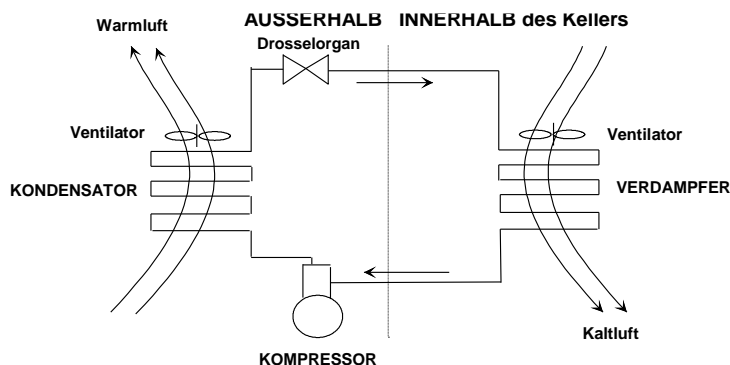 AUSSERHALB INNERHALB des Kellers
Warmluft
Drosselorgan
Ventilator
Ventilator
KONDENSATOR
VERDAMPFER
Kaltluft
KOMPRESSOR